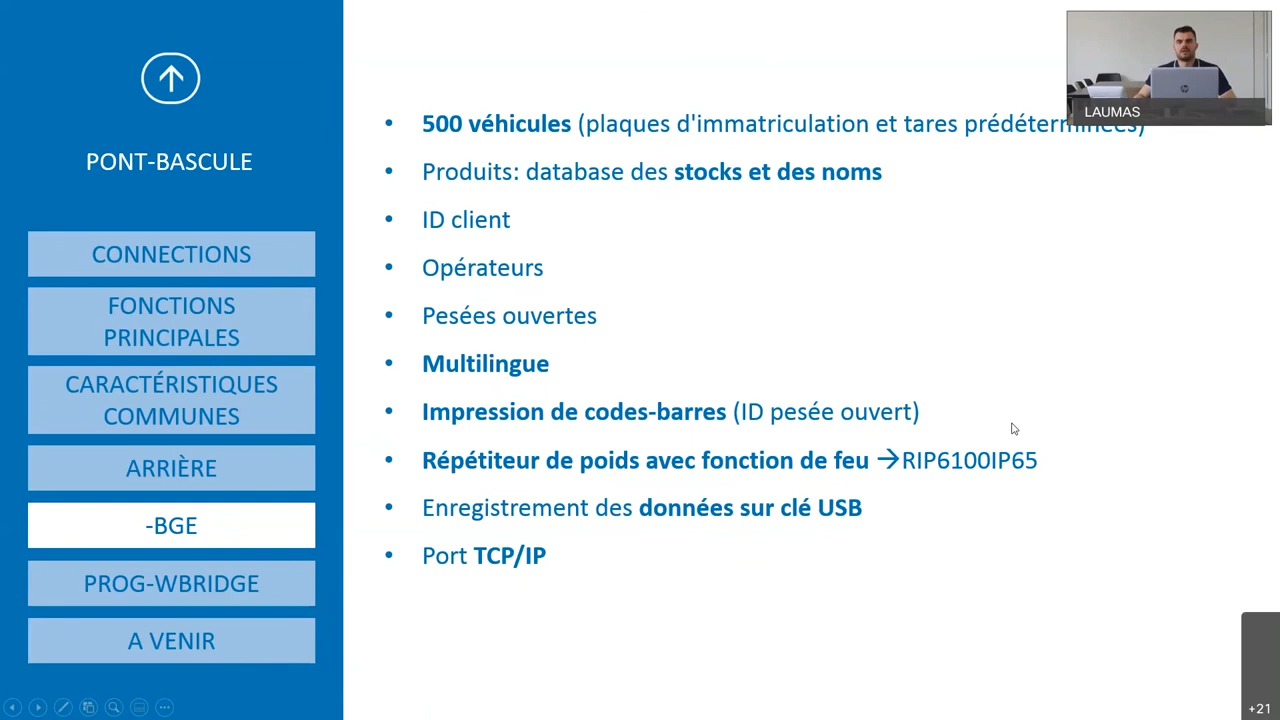 PONT-BASCULE
CONNECTIONS
FONCTIONS
PRINCIPALES
CARACTÉRISTIQUES
COMMUNES
ARRIÈRE
-BGE
PROG-WBRIDGE
A VENIR
• 500 véhicules (plaques d'immatriculation et tares prédéterminées)
• Produits: database des stocks et des noms
• ID client
• Opérateurs
• Pesées ouvertes
• Multilingue
• Impression de codes-barres (ID pesée ouvert)
• Répétiteur de poids avec fonction de feu →RIP6100IP65
• Enregistrement des données sur clé USB
• Port TCP/IP
LAUMAS
+21